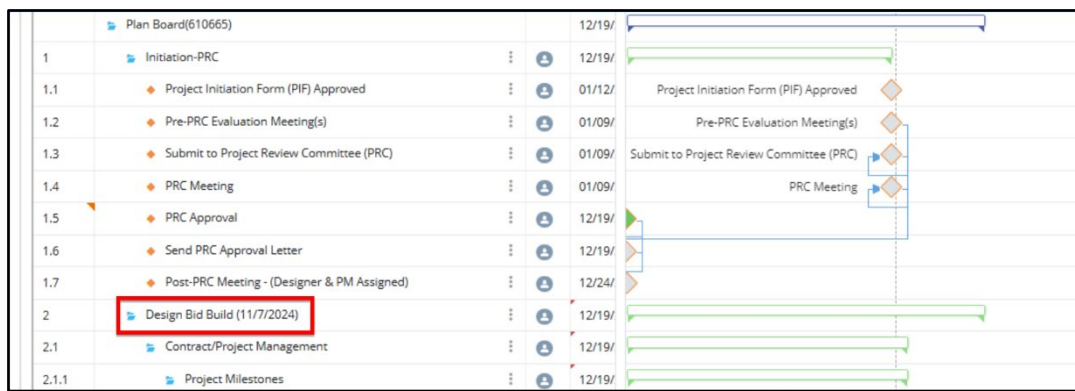 Plan Board(610665) 12/19/
1 Initiation-PRC 12/19/
1.1 Project Initiation Form (PIF) Approved 01/12/ Project Initiation Form (PIF) Approved
1.2 Pre-PRC Evaluation Meeting(s) 01/09/ Pre-PRC Evaluation Meeting(s)
1.3 Submit to Project Review Committee (PRC) 01/09/ Submit to Project Review Committee (PRC)
1.4 PRC Meeting 01/09/ PRC Meeting
1.5 PRC Approval 12/19/
1.6 Send PRC Approval Letter 12/19/
1.7 Post-PRC Meeting - (Designer & PM Assigned) 12/24/
2 Design Bid Build (11/7/2024) 12/19/
2.1 Contract/Project Management 12/19/
2.1.1 Project Milestones 12/19/